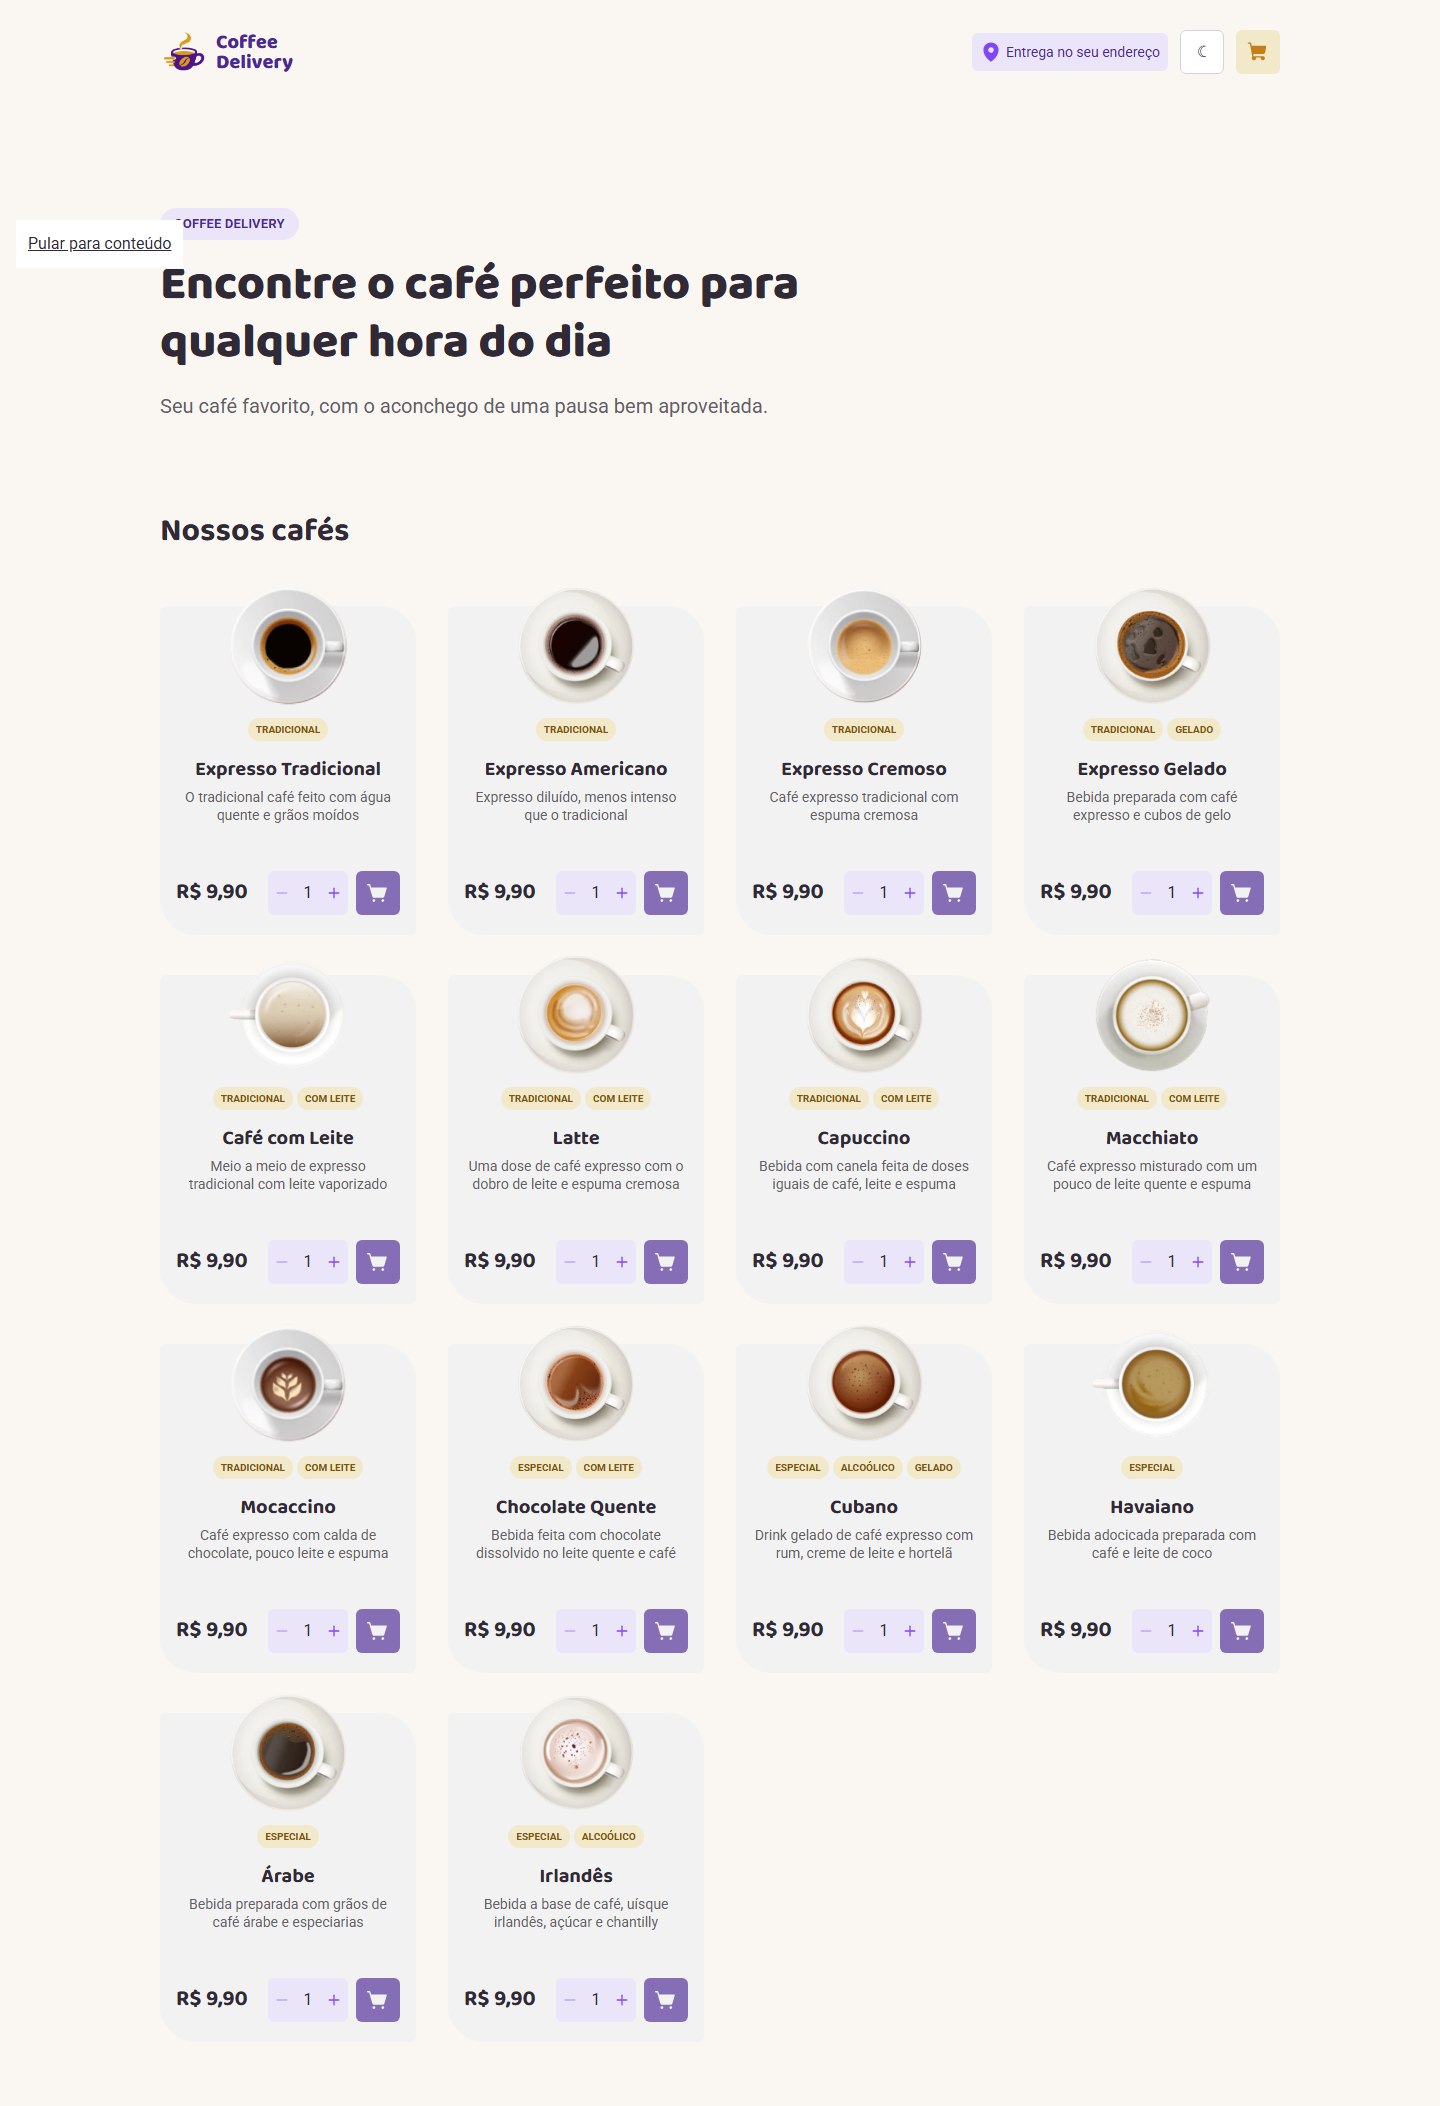 Coffee
Delivery
Entrega no seu endereço
OFFEE DELIVERY
Pular para conteúdo
Encontre o café perfeito para
qualquer hora do dia
Seu café favorito, com o aconchego de uma pausa bem aproveitada.
Nossos cafés
TRADICIONAL
Expresso Tradicional
O tradicional café feito com água
quente e grãos moídos
R$ 9,90 − 1 +
TRADICIONAL
Expresso Americano
Expresso diluído, menos intenso
que o tradicional
R$ 9,90 − 1 +
TRADICIONAL
Expresso Cremoso
Café expresso tradicional com
espuma cremosa
R$ 9,90 − 1 +
TRADICIONAL GELADO
Expresso Gelado
Bebida preparada com café
expresso e cubos de gelo
R$ 9,90 − 1 +
TRADICIONAL COM LEITE
Café com Leite
Meio a meio de expresso
tradicional com leite vaporizado
R$ 9,90 − 1 +
TRADICIONAL COM LEITE
Latte
Uma dose de café expresso com o
dobro de leite e espuma cremosa
R$ 9,90 − 1 +
TRADICIONAL COM LEITE
Capuccino
Bebida com canela feita de doses
iguais de café, leite e espuma
R$ 9,90 − 1 +
TRADICIONAL COM LEITE
Macchiato
Café expresso misturado com um
pouco de leite quente e espuma
R$ 9,90 − 1 +
TRADICIONAL COM LEITE
Mocaccino
Café expresso com calda de
chocolate, pouco leite e espuma
R$ 9,90 − 1 +
ESPECIAL COM LEITE
Chocolate Quente
Bebida feita com chocolate
dissolvido no leite quente e café
R$ 9,90 − 1 +
ESPECIAL ALCOÓLICO GELADO
Cubano
Drink gelado de café expresso com
rum, creme de leite e hortelã
R$ 9,90 − 1 +
ESPECIAL
Havaiano
Bebida adocicada preparada com
café e leite de coco
R$ 9,90 − 1 +
ESPECIAL
Árabe
Bebida preparada com grãos de
café árabe e especiarias
R$ 9,90 − 1 +
ESPECIAL ALCOÓLICO
Irlandês
Bebida a base de café, uísque
irlandês, açúcar e chantilly
R$ 9,90 − 1 +